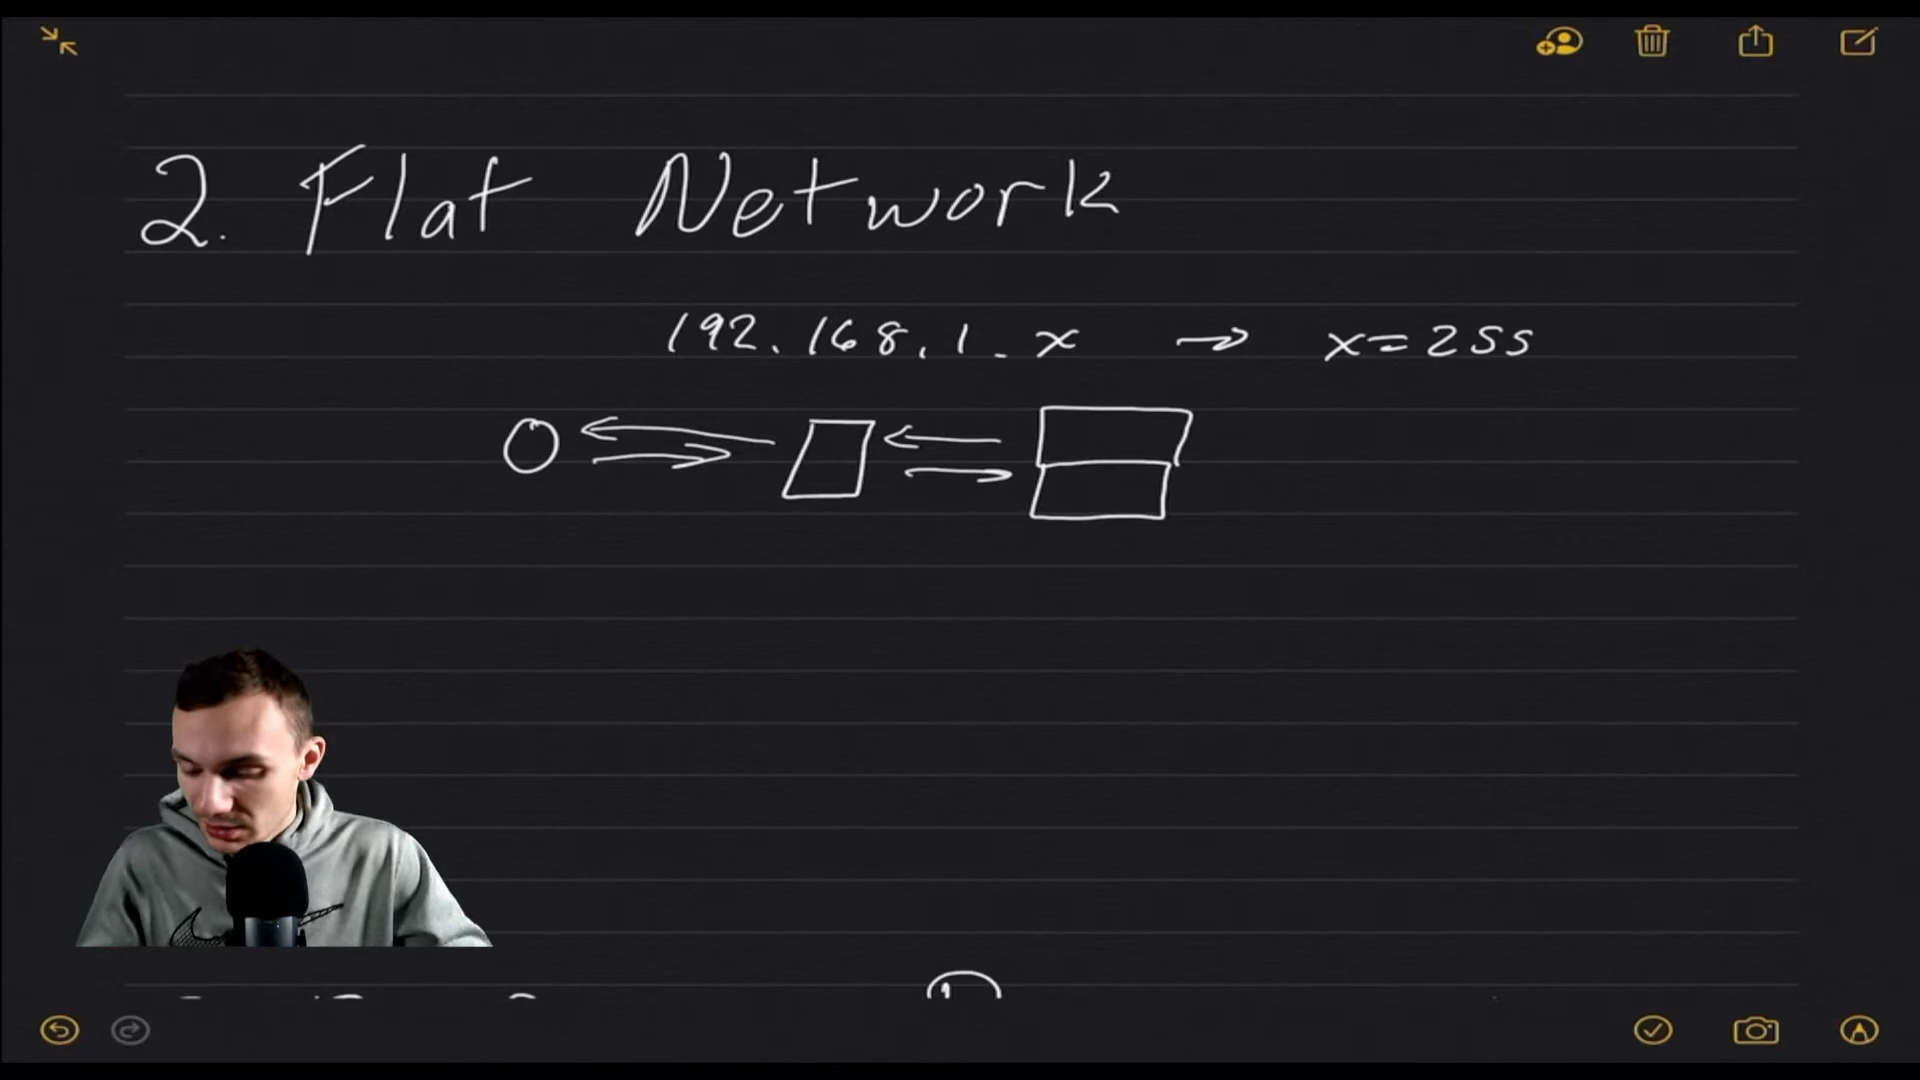 2. Flat Network
192.168.1.x → x=255